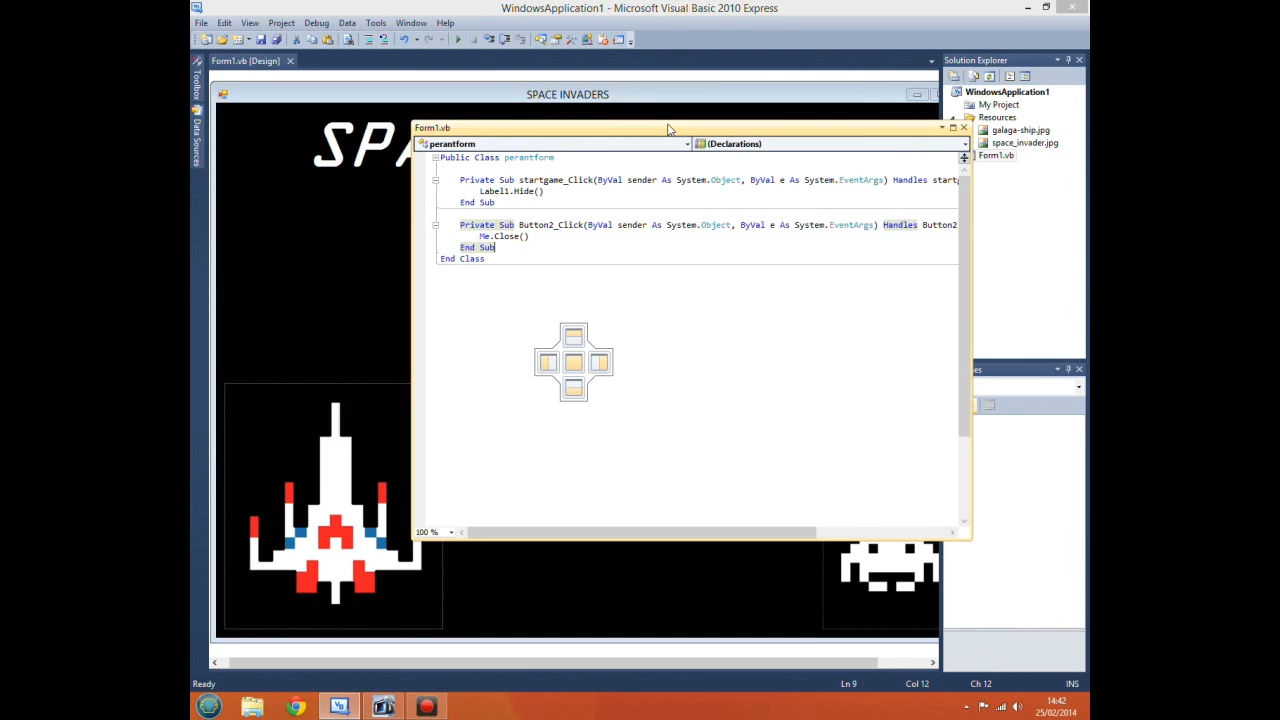 WindowsApplication1 - Microsoft Visual Basic 2010 Express
File Edit View Project Debug Data Tools Window Help
Form1.vb [Design]
Solution Explorer
Toolbox
Data Sources
WindowsApplication1
My Project
Resources
galaga-ship.jpg
space_invader.jpg
Form1.vb
SPACE INVADERS
SPA
Form1.vb
perantform
(Declarations)
Public Class perantform
Private Sub startgame_Click(ByVal sender As System.Object, ByVal e As System.EventArgs) Handles startg
Label1.Hide()
End Sub
Private Sub Button2_Click(ByVal sender As System.Object, ByVal e As System.EventArgs) Handles Button2
Me.Close()
End Sub
End Class
100 %
Ready
Ln 9
Col 12
Ch 12
INS
14:42
25/02/2014